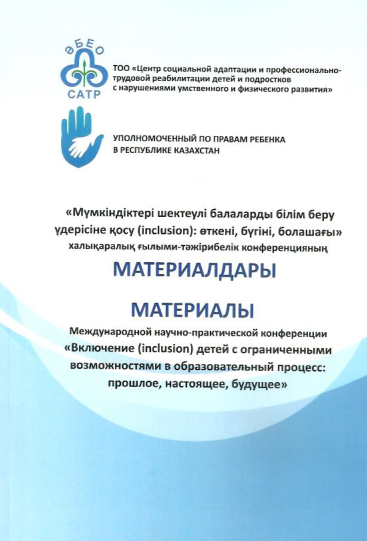 ӘБЕО
САТР
ТОО «Центр социальной адаптации и профессионально-
трудовой реабилитации детей и подростков
с нарушениями умственного и физического развития»
УПОЛНОМОЧЕННЫЙ ПО ПРАВАМ РЕБЕНКА
В РЕСПУБЛИКЕ КАЗАХСТАН
«Мүмкіндіктері шектеулі балаларды білім беру
үдерісіне қосу (inclusion): өткені, бүгіні, болашағы»
халықаралық ғылыми-тәжірибелік конференцияның
МАТЕРИАЛДАРЫ
МАТЕРИАЛЫ
Международной научно-практической конференции
«Включение (inclusion) детей с ограниченными
возможностями в образовательный процесс:
прошлое, настоящее, будущее»